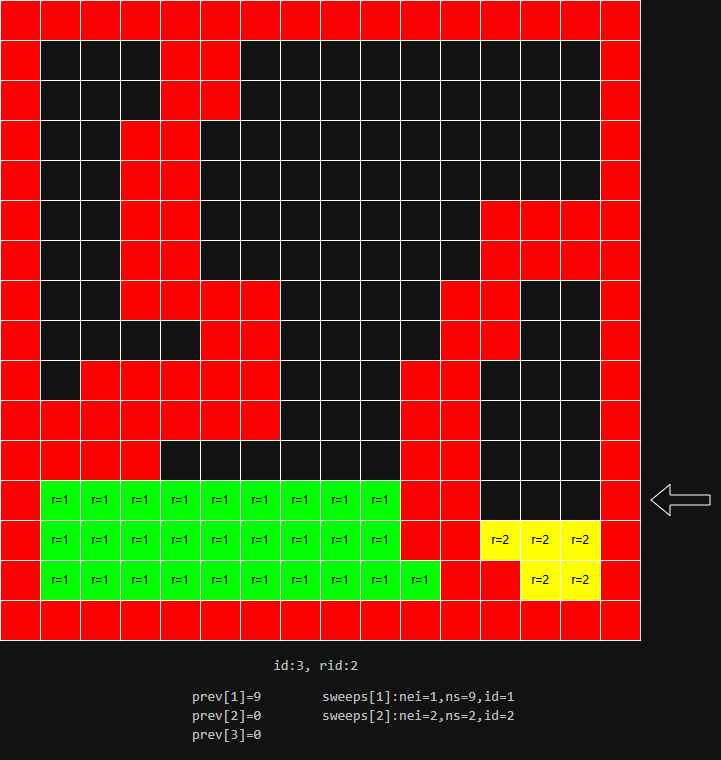 r=1 r=1 r=1 r=1 r=1 r=1 r=1 r=1 r=1
r=1 r=1 r=1 r=1 r=1 r=1 r=1 r=1 r=1 r=2 r=2 r=2
r=1 r=1 r=1 r=1 r=1 r=1 r=1 r=1 r=1 r=1 r=2 r=2
id:3, rid:2
prev[1]=9 sweeps[1]:nei=1,ns=9,id=1
prev[2]=0 sweeps[2]:nei=2,ns=2,id=2
prev[3]=0